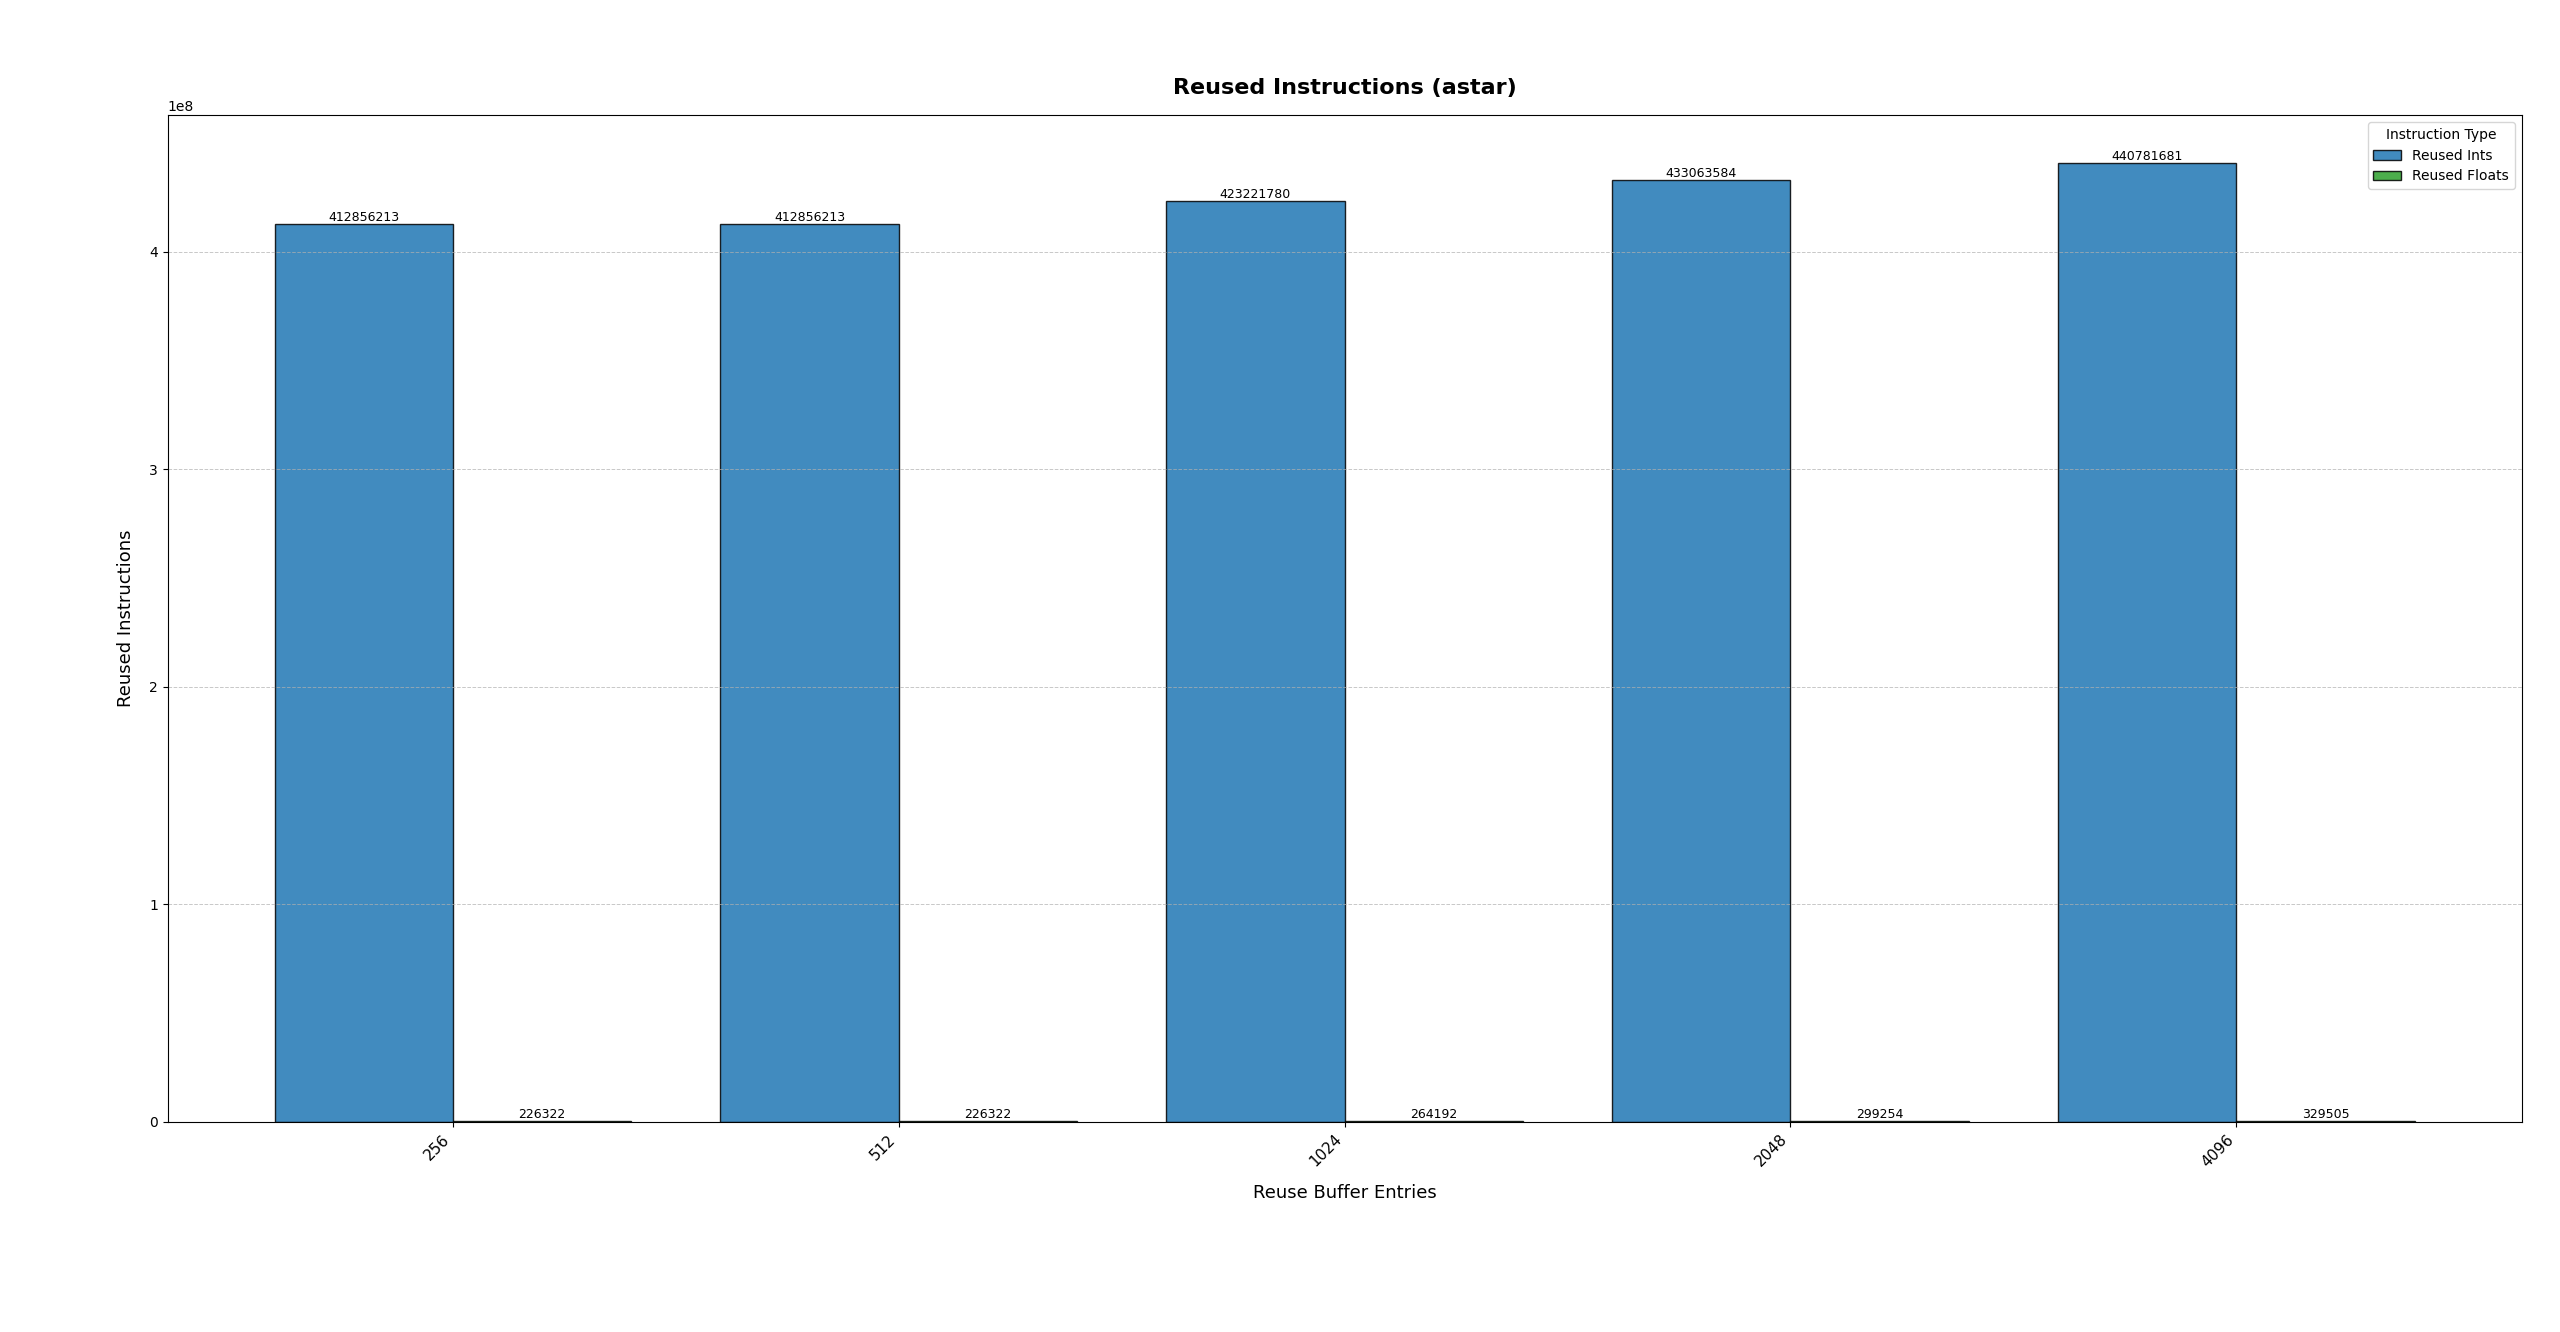 Reused Instructions (astar)
1e8
Instruction Type
Reused Ints
Reused Floats
440781681
433063584
423221780
412856213
412856213
4
3
2
1
0
Reused Instructions
226322
226322
264192
299254
329505
256
512
1024
2048
4096
Reuse Buffer Entries